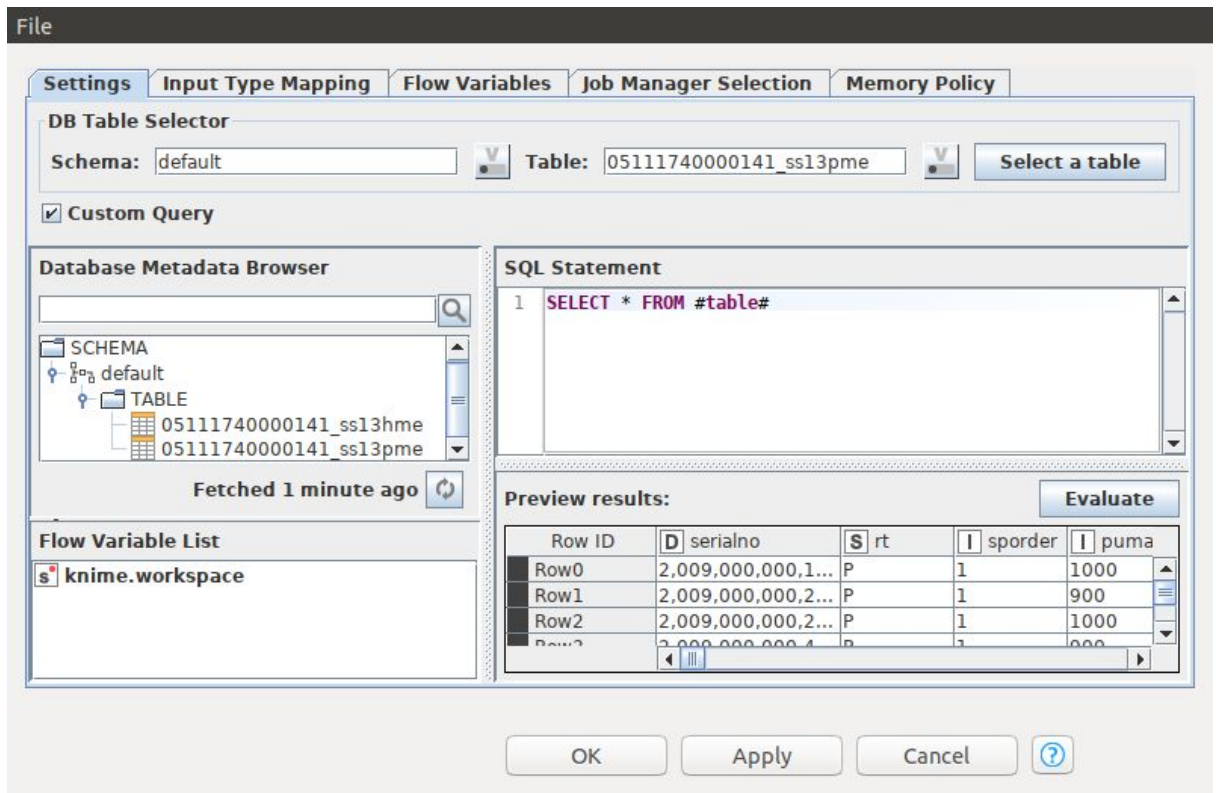 File
Settings Input Type Mapping Flow Variables Job Manager Selection Memory Policy
DB Table Selector
Schema: default V Table: 05111740000141_ss13pme V Select a table
Custom Query
Database Metadata Browser
SCHEMA
default
TABLE
05111740000141_ss13hme
05111740000141_ss13pme
Fetched 1 minute ago
Flow Variable List
s knime.workspace
SQL Statement
1 SELECT * FROM #table#
Preview results: Evaluate
Row ID D serialno S rt I sporder I puma
Row0 2,009,000,000,1... P 1 1000
Row1 2,009,000,000,2... P 1 900
Row2 2,009,000,000,2... P 1 1000
OK Apply Cancel ?